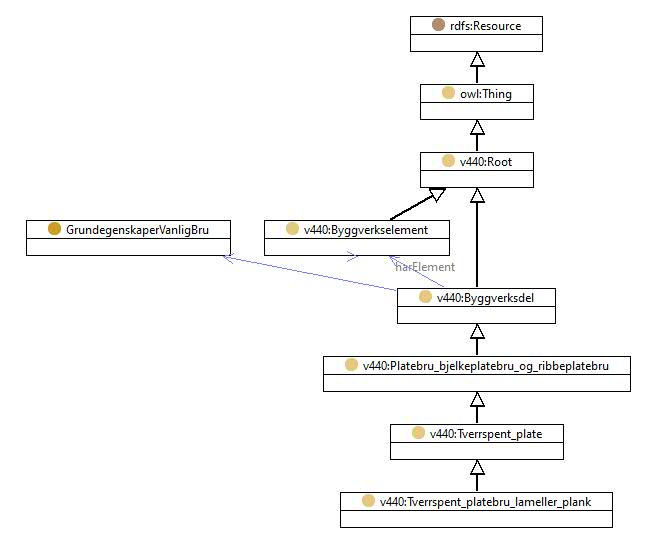 rdfs:Resource
owl:Thing
v440:Root
GrundegenskaperVanligBru
v440:Byggverkselement
harElement
v440:Byggverksdel
v440:Platebru_bjelkeplatebru_og_ribbeplatebru
v440:Tverrspent_plate
v440:Tverrspent_platebru_lameller_plank